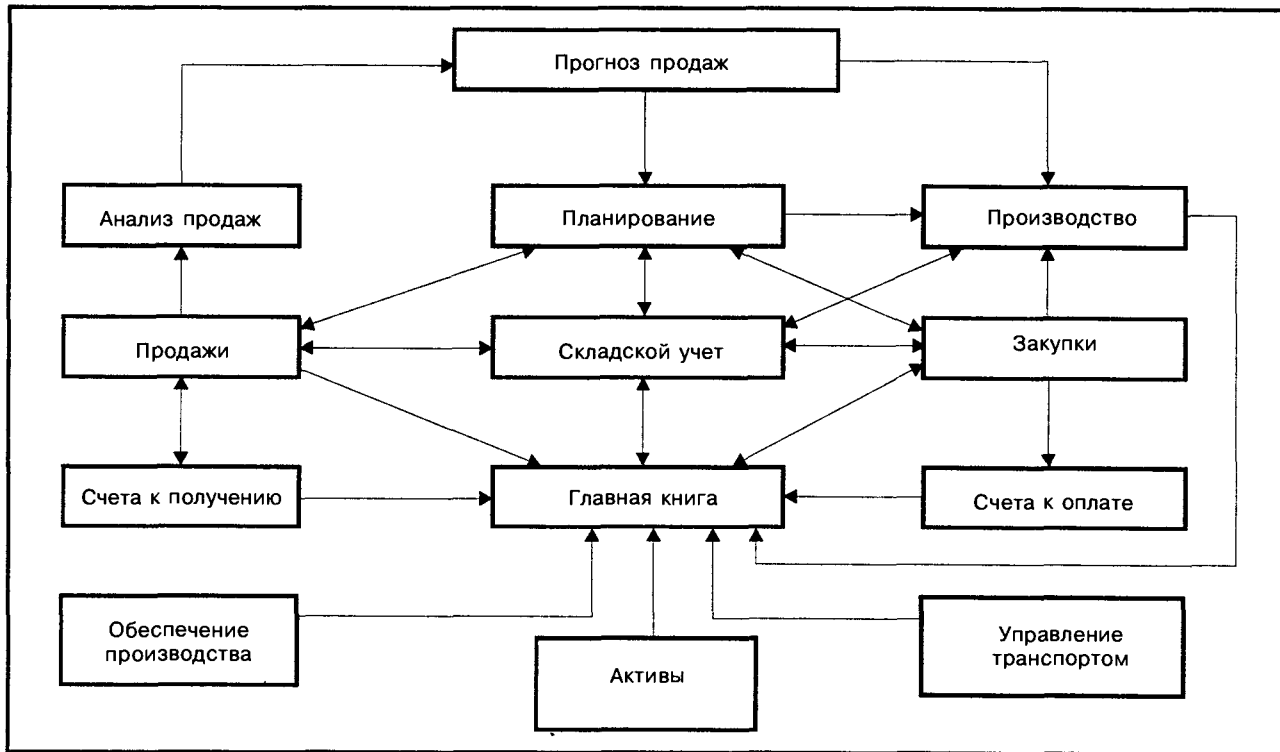 Прогноз продаж
Анализ продаж
Планирование
Производство
Продажи
Складской учет
Закупки
Счета к получению
Главная книга
Счета к оплате
Обеспечение
производства
Активы
Управление
транспортом